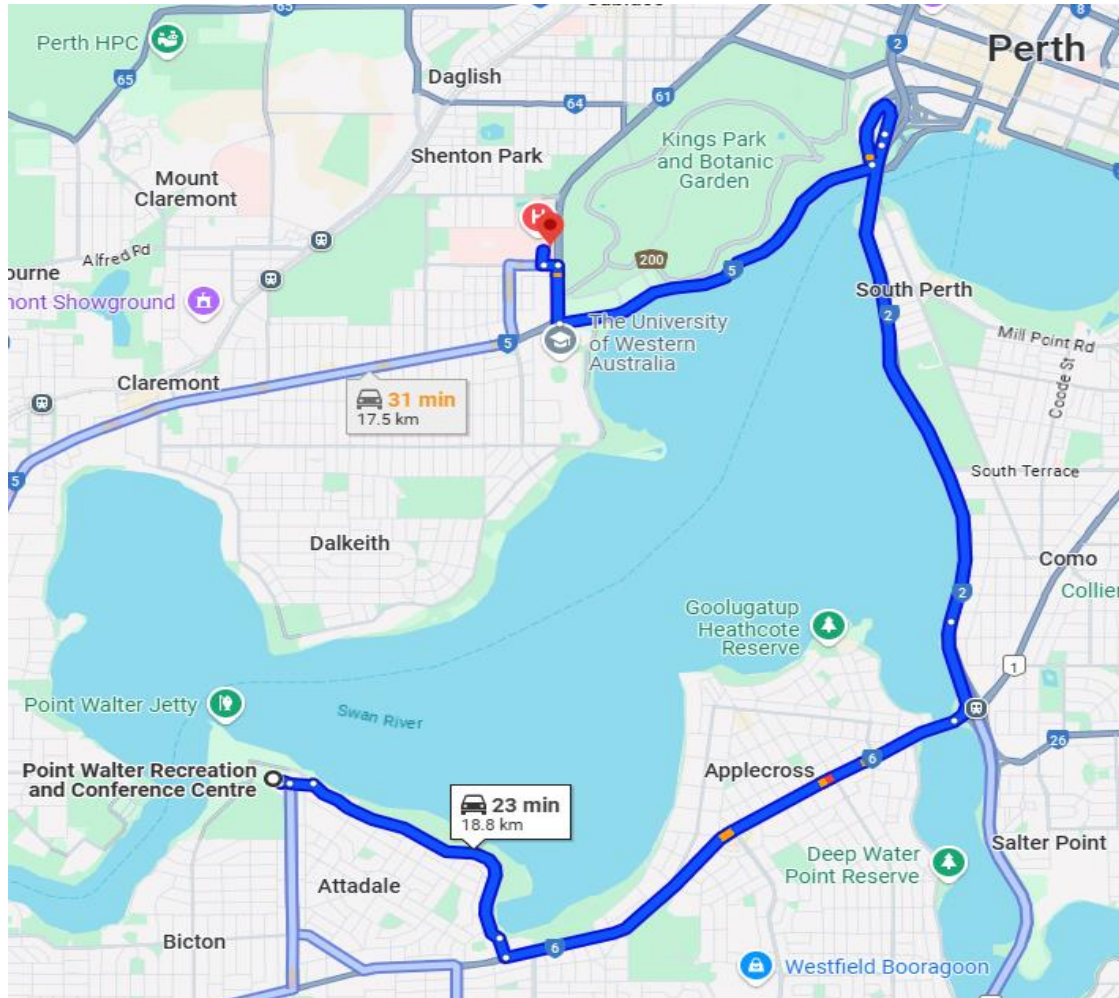 65
2
8
Perth HPC
Perth
65
Daglish
61
64
Shenton Park
Kings Park
and Botanic
Garden
Mount
Claremont
H
Alfred Rd
200
5
ourne
South Perth
mont Showground
2
The University
of Western
Australia
Mill Point Rd
5
Claremont
Coode St
31 min
17.5 km
South Terrace
5
Dalkeith
Como
2
Collier
Goolugatup
Heathcote
Reserve
1
Point Walter Jetty
Swan River
26
Point Walter Recreation
and Conference Centre
Applecross
6
23 min
18.8 km
Salter Point
Deep Water
Point Reserve
Attadale
Bicton
6
Westfield Booragoon